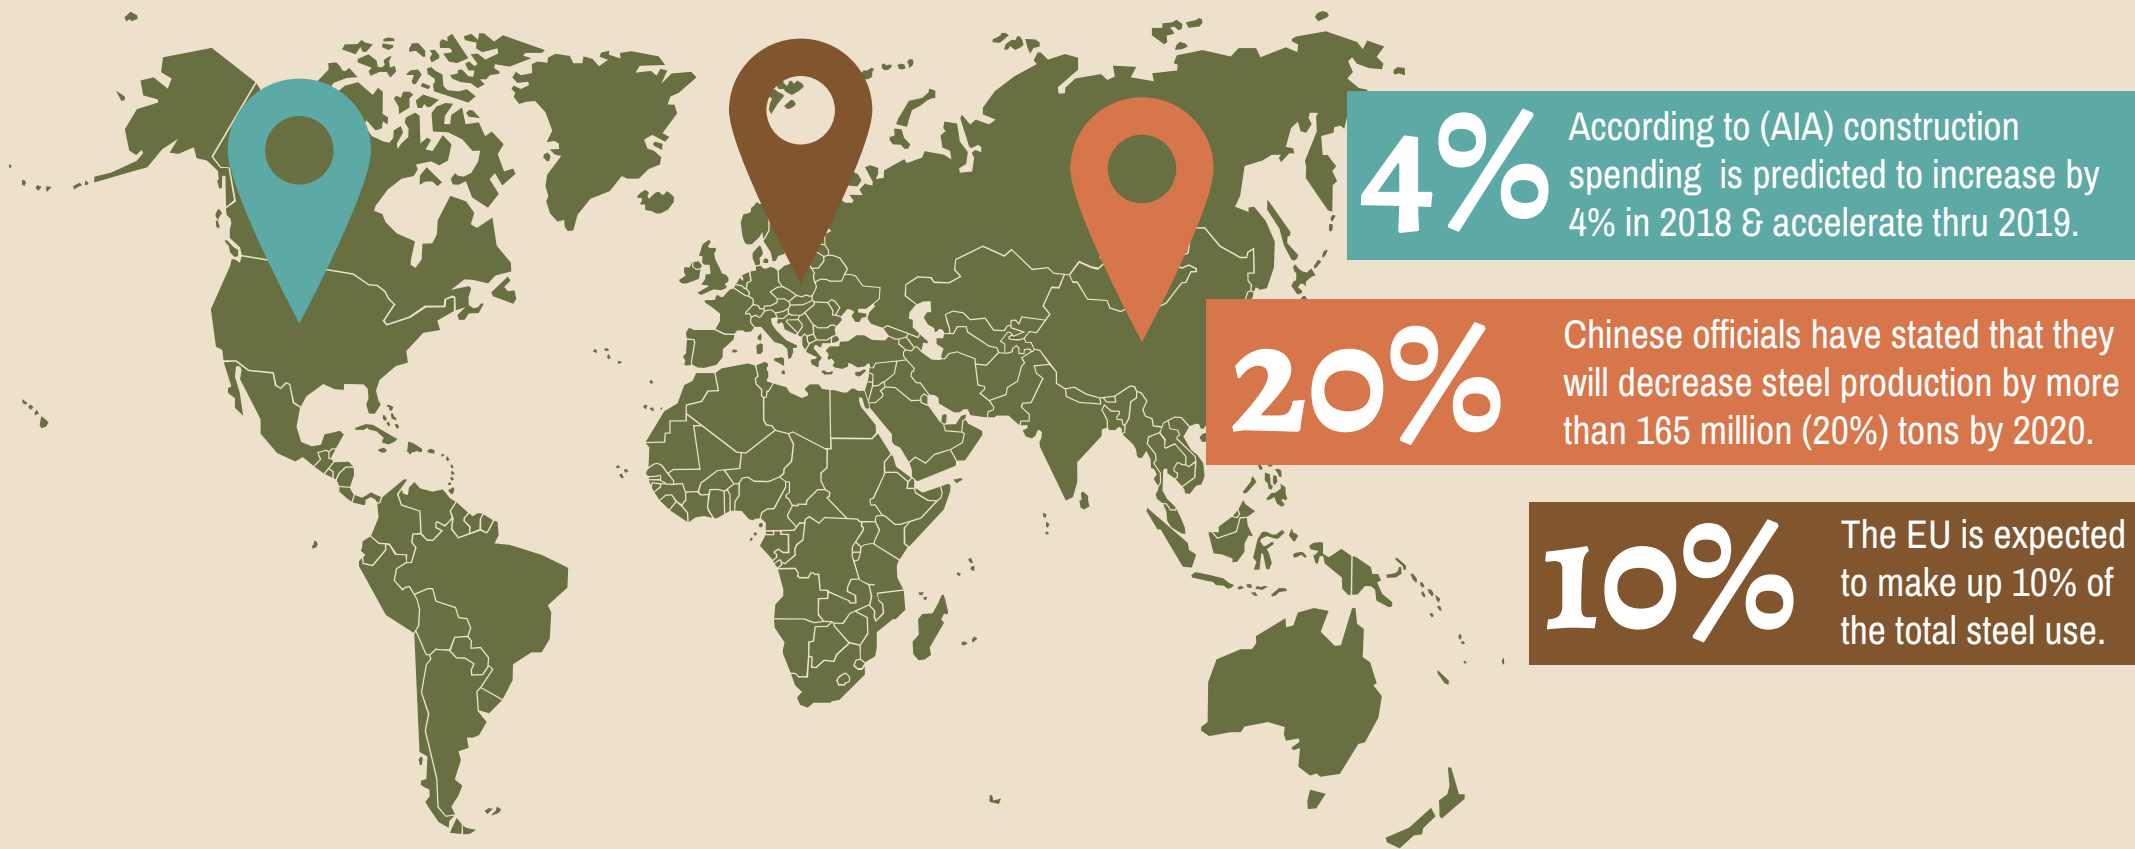 4%
According to (AIA) construction
spending is predicted to increase by
4% in 2018 & accelerate thru 2019.
20%
Chinese officials have stated that they
will decrease steel production by more
than 165 million (20%) tons by 2020.
10%
The EU is expected
to make up 10% of
the total steel use.